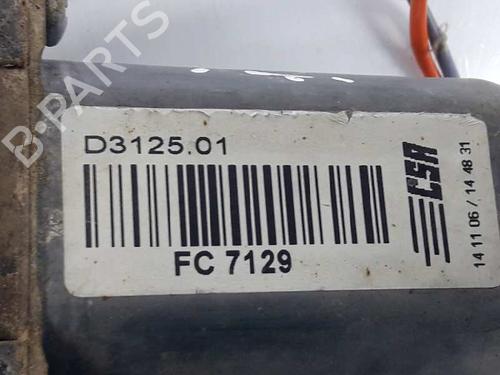 B-PARTS
D3125.01
FC 7129
CSA
14 11 06 / 14 48 31